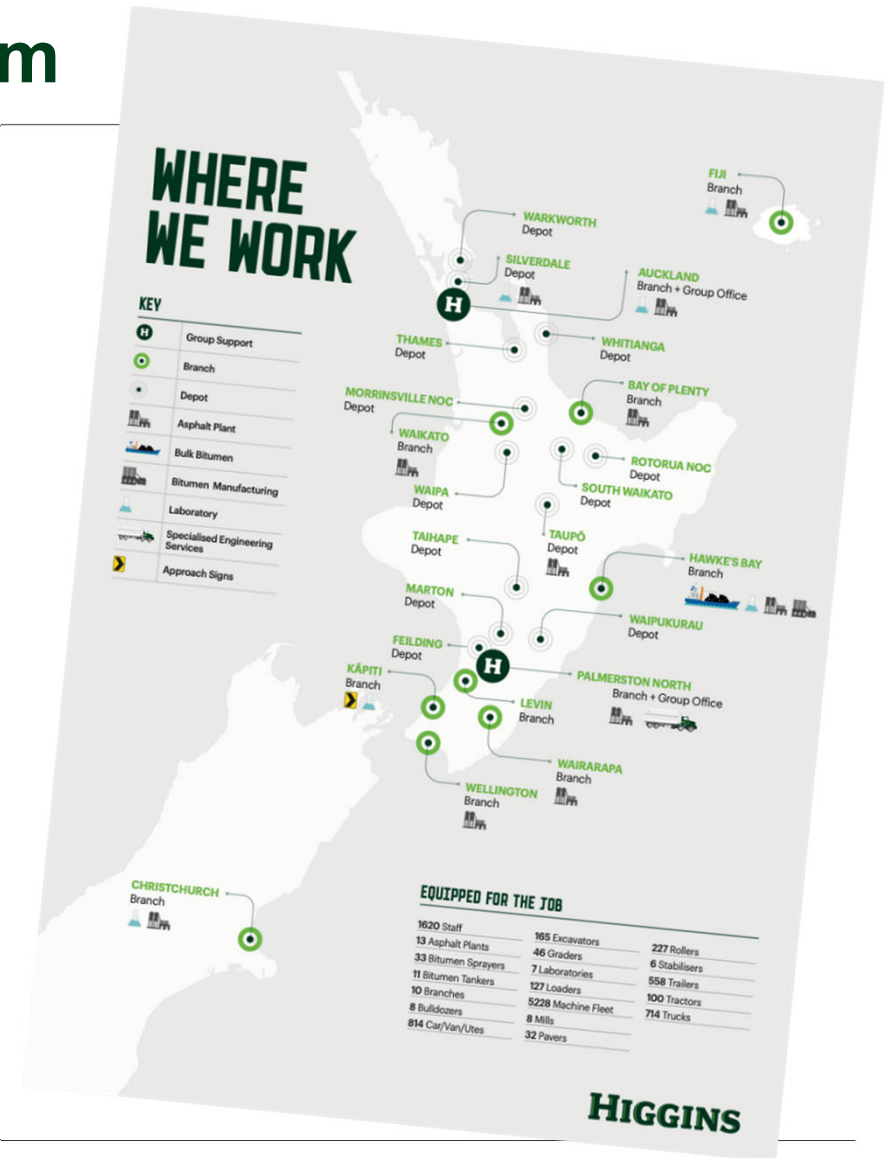 m
WHERE
WE WORK
KEY
H Group Support
Branch
Depot
Asphalt Plant
Bulk Bitumen
Bitumen Manufacturing
Laboratory
Specialised Engineering
Services
Approach Signs
FIJI
Branch
WARKWORTH
Depot
SILVERDALE
Depot
AUCKLAND
Branch + Group Office
H
THAMES
Depot
WHITIANGA
Depot
MORRINSVILLE NOC
Depot
BAY OF PLENTY
Branch
WAIKATO
Branch
ROTORUA NOC
Depot
WAIPA
Depot
SOUTH WAIKATO
Depot
TAIHAPE
Depot
TAUPŌ
Depot
HAWKE'S BAY
Branch
MARTON
Depot
WAIPUKURAU
Depot
FEILDING
Depot
H
KĀPITI
Branch
PALMERSTON NORTH
Branch + Group Office
LEVIN
Branch
WAIRARAPA
Branch
WELLINGTON
Branch
CHRISTCHURCH
Branch
EQUIPPED FOR THE JOB
1620 Staff
13 Asphalt Plants
33 Bitumen Sprayers
11 Bitumen Tankers
10 Branches
8 Bulldozers
814 Car/Van/Utes
165 Excavators
46 Graders
7 Laboratories
127 Loaders
5228 Machine Fleet
8 Mills
32 Pavers
227 Rollers
6 Stabilisers
558 Trailers
100 Tractors
714 Trucks
HIGGINS